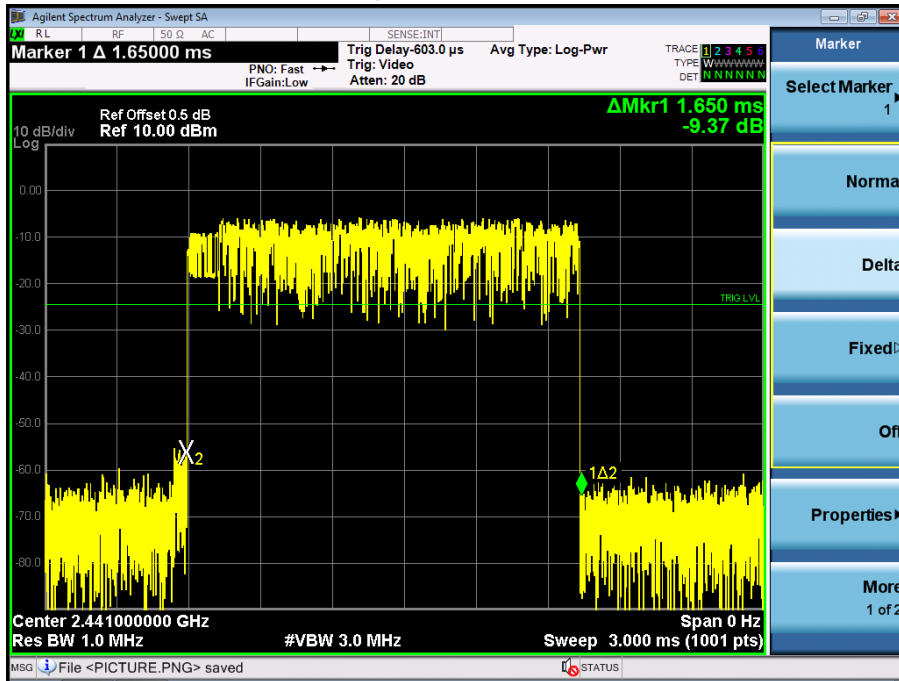 Agilent Spectrum Analyzer - Swept SA
LXI RL RF 50 Ω AC SENSE:INT
Marker 1 Δ 1.65000 ms
PNO: Fast
IFGain:Low
Trig Delay-603.0 µs
Trig: Video
Atten: 20 dB
Avg Type: Log-Pwr
TRACE 1 2 3 4 5 6
TYPE WWWWWW
DET N N N N N N
ΔMkr1 1.650 ms
-9.37 dB
Ref Offset 0.5 dB
10 dB/div Ref 10.00 dBm
Log
0.00
-10.0
-20.0
TRIG LVL
-30.0
-40.0
-50.0
X2
-60.0
1Δ2
-70.0
-80.0
Center 2.441000000 GHz Span 0 Hz
Res BW 1.0 MHz #VBW 3.0 MHz Sweep 3.000 ms (1001 pts)
MSG File <PICTURE.PNG> saved STATUS
Marker
Select Marker
1
Norma
Delta
Fixed
Off
Properties
More
1 of 2